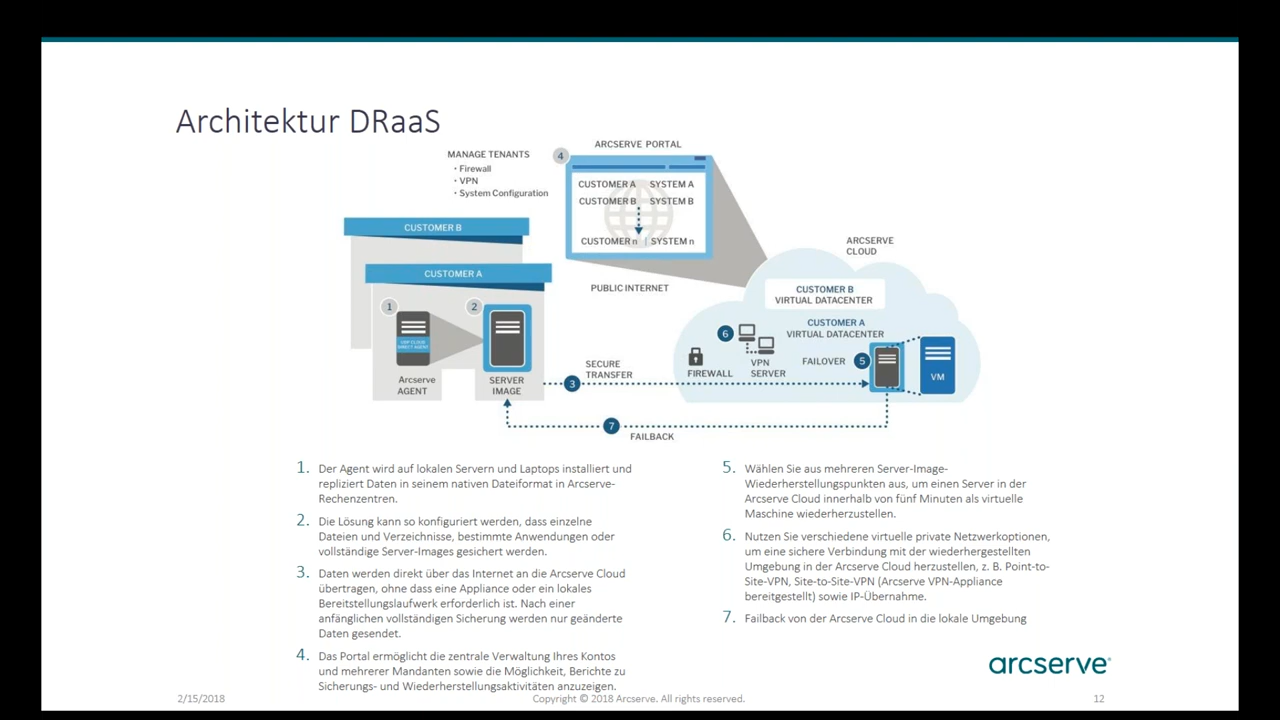 Architektur DRaaS
MANAGE TENANTS
• Firewall
• VPN
• System Configuration
4
ARCSERVE PORTAL
CUSTOMER A SYSTEM A
CUSTOMER B SYSTEM B
CUSTOMER n | SYSTEM n
CUSTOMER B
CUSTOMER A
1
2
UDP CLOUD
DIRECT AGENT
Arcserve
AGENT
SERVER
IMAGE
PUBLIC INTERNET
ARCSERVE
CLOUD
CUSTOMER B
VIRTUAL DATACENTER
CUSTOMER A
VIRTUAL DATACENTER
6
FIREWALL
VPN
SERVER
FAILOVER
5
VM
SECURE
TRANSFER
3
7
FAILBACK
1. Der Agent wird auf lokalen Servern und Laptops installiert und
repliziert Daten in seinem nativen Dateiformat in Arcserve-
Rechenzentren.
2. Die Lösung kann so konfiguriert werden, dass einzelne
Dateien und Verzeichnisse, bestimmte Anwendungen oder
vollständige Server-Images gesichert werden.
3. Daten werden direkt über das Internet an die Arcserve Cloud
übertragen, ohne dass eine Appliance oder ein lokales
Bereitstellungslaufwerk erforderlich ist. Nach einer
anfänglichen vollständigen Sicherung werden nur geänderte
Daten gesendet.
4. Das Portal ermöglicht die zentrale Verwaltung Ihres Kontos
und mehrerer Mandanten sowie die Möglichkeit, Berichte zu
Sicherungs- und Wiederherstellungsaktivitäten anzuzeigen.
5. Wählen Sie aus mehreren Server-Image-
Wiederherstellungspunkten aus, um einen Server in der
Arcserve Cloud innerhalb von fünf Minuten als virtuelle
Maschine wiederherzustellen.
6. Nutzen Sie verschiedene virtuelle private Netzwerkoptionen,
um eine sichere Verbindung mit der wiederhergestellten
Umgebung in der Arcserve Cloud herzustellen, z. B. Point-to-
Site-VPN, Site-to-Site-VPN (Arcserve VPN-Appliance
bereitgestellt) sowie IP-Übernahme.
7. Failback von der Arcserve Cloud in die lokale Umgebung
arcserve®
2/15/2018
Copyright © 2018 Arcserve. All rights reserved.
12